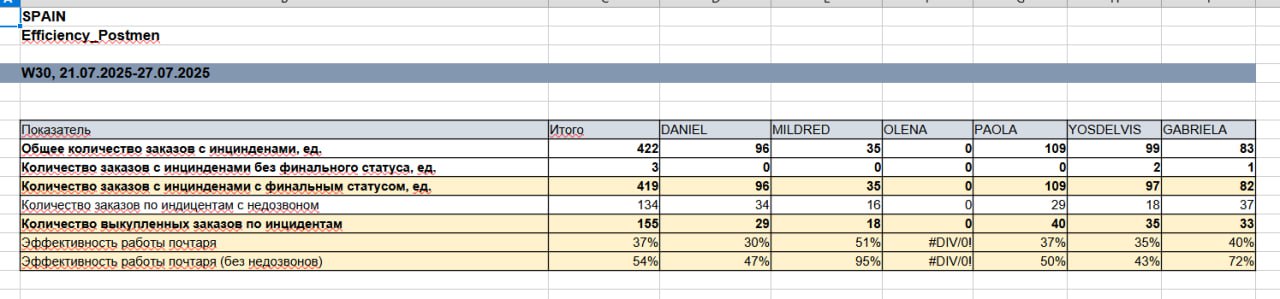 SPAIN
Efficiency_Postmen
W30, 21.07.2025-27.07.2025
Показатель Итого DANIEL MILDRED OLENA PAOLA YOSDELVIS GABRIELA
Общее количество заказов с инцинденами, ед. 422 96 35 0 109 99 83
Количество заказов с инцинденами без финального статуса, ед. 3 0 0 0 0 2 1
Количество заказов с инцинденами с финальным статусом, ед. 419 96 35 0 109 97 82
Количество заказов по индицентам с недозвоном 134 34 16 0 29 18 37
Количество выкупленных заказов по инцидентам 155 29 18 0 40 35 33
Эффективность работы почтаря 37% 30% 51% #DIV/0! 37% 35% 40%
Эффективность работы почтаря (без недозвонов) 54% 47% 95% #DIV/0! 50% 43% 72%